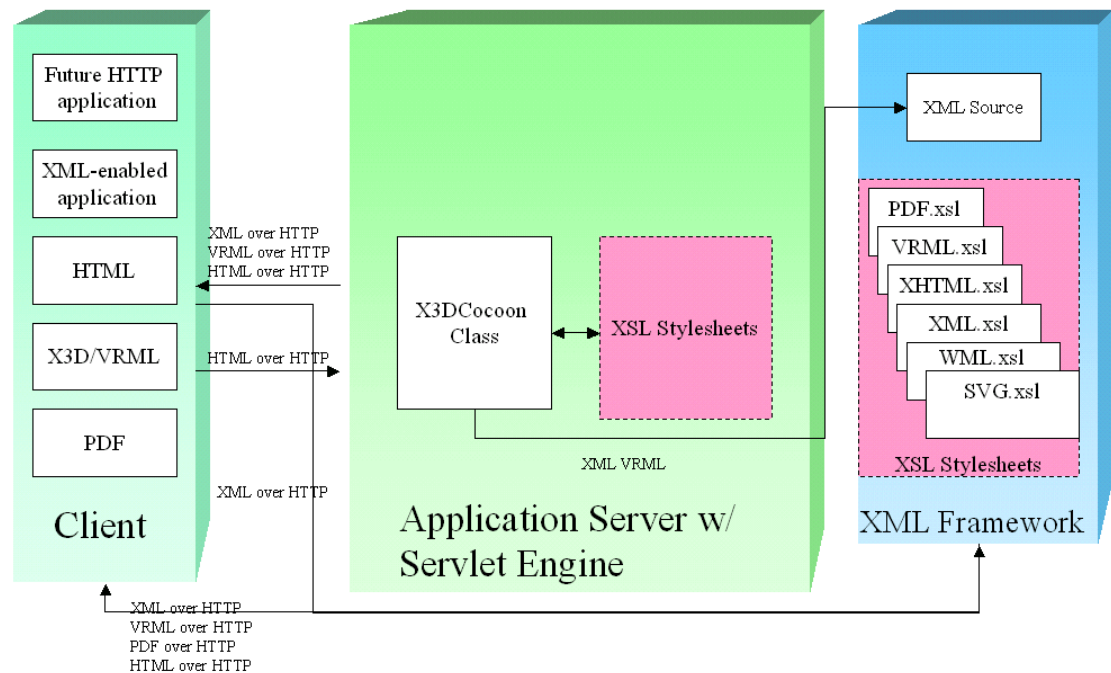 Future HTTP
application
XML-enabled
application
HTML
X3D/VRML
PDF
Client
XML over HTTP
VRML over HTTP
HTML over HTTP
HTML over HTTP
XML over HTTP
XML over HTTP
VRML over HTTP
PDF over HTTP
HTML over HTTP
X3DCocoon
Class
XSL Stylesheets
XML VRML
Application Server w/
Servlet Engine
XML Source
PDF.xsl
VRML.xsl
XHTML.xsl
XML.xsl
WML.xsl
SVG.xsl
XSL Stylesheets
XML Framework